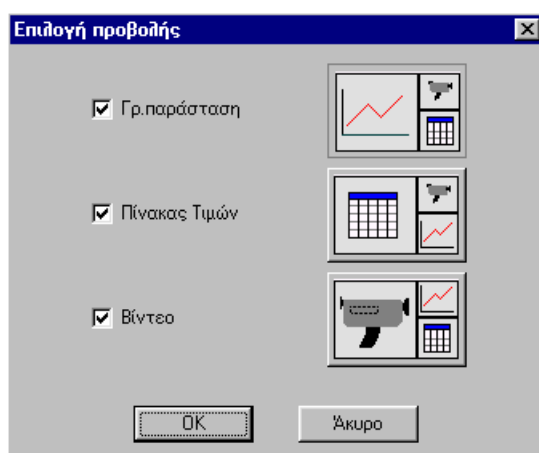 Επιλογή προβολής
Γρ.παράσταση
Πίνακας Τιμών
Βίντεο
OK
Άκυρο